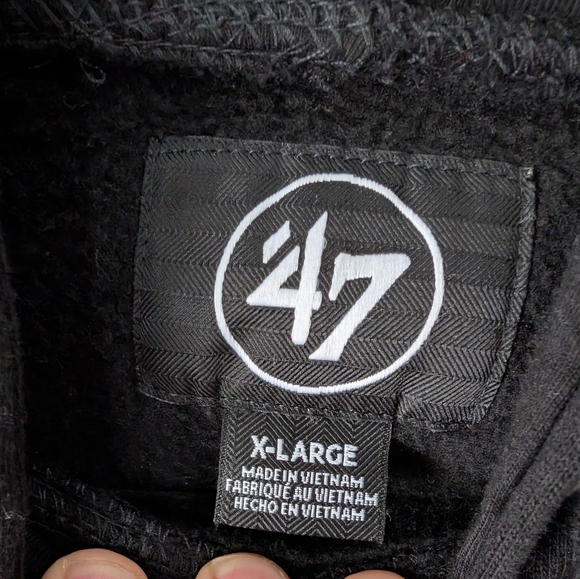 '47
X-LARGE
MADE IN VIETNAM
FABRIQUÉ AU VIETNAM
HECHO EN VIETNAM